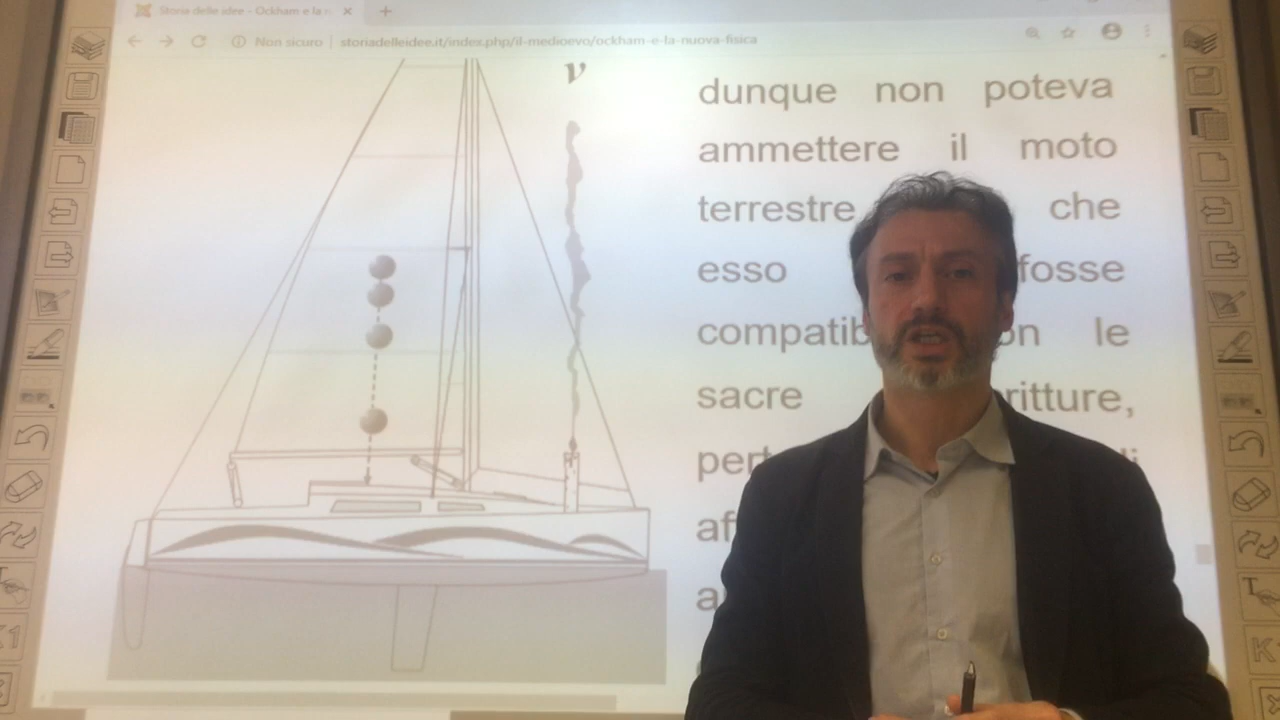 Storia delle idee - Ockham e la n
Non sicuro | storiadelleidee.it/index.php/il-medioevo/ockham-e-la-nuova-fisica
v
dunque non poteva
ammettere il moto
terrestre che
esso fosse
compatib on le
sacre ritture,
per di
af
a